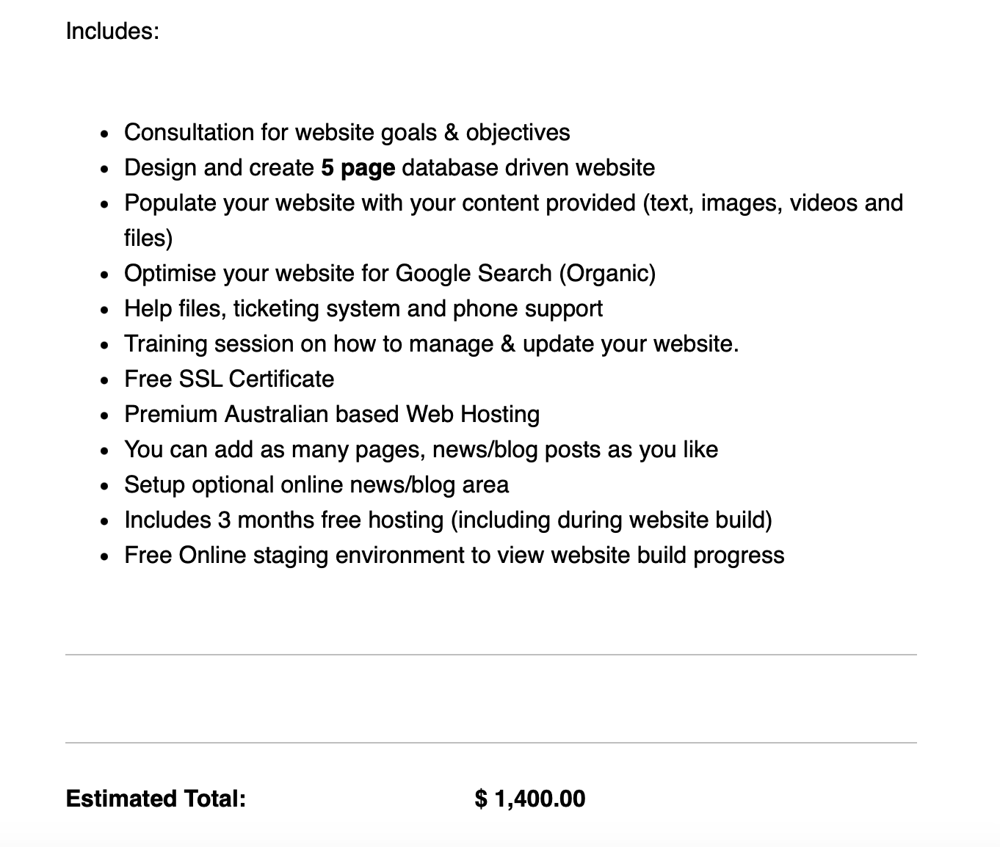 Includes:
• Consultation for website goals & objectives
• Design and create 5 page database driven website
• Populate your website with your content provided (text, images, videos and
files)
• Optimise your website for Google Search (Organic)
• Help files, ticketing system and phone support
• Training session on how to manage & update your website.
• Free SSL Certificate
• Premium Australian based Web Hosting
• You can add as many pages, news/blog posts as you like
• Setup optional online news/blog area
• Includes 3 months free hosting (including during website build)
• Free Online staging environment to view website build progress
Estimated Total: $ 1,400.00